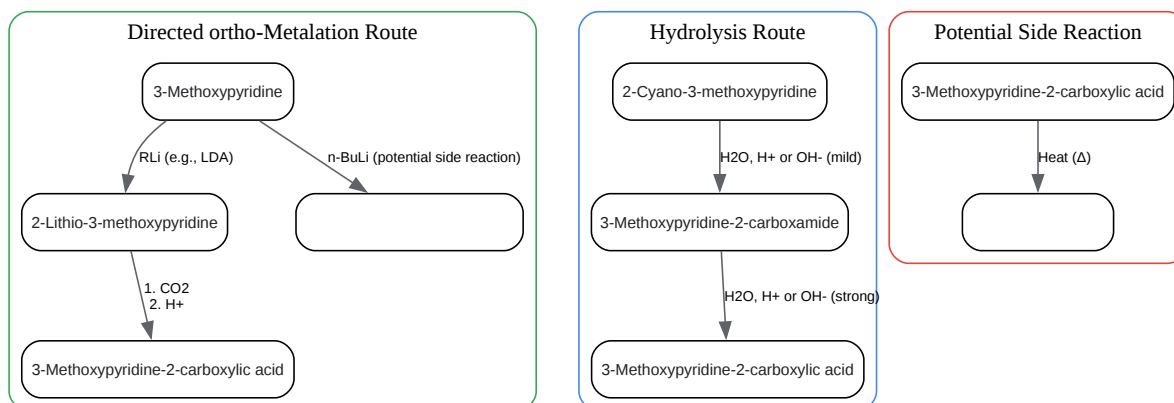 Directed ortho-Metalation Route
3-Methoxypyridine
RLi (e.g., LDA)
n-BuLi (potential side reaction)
2-Lithio-3-methoxypyridine
1. CO2
2. H+
3-Methoxypyridine-2-carboxylic acid
Hydrolysis Route
2-Cyano-3-methoxypyridine
H2O, H+ or OH- (mild)
3-Methoxypyridine-2-carboxamide
H2O, H+ or OH- (strong)
3-Methoxypyridine-2-carboxylic acid
Potential Side Reaction
3-Methoxypyridine-2-carboxylic acid
Heat (Δ)